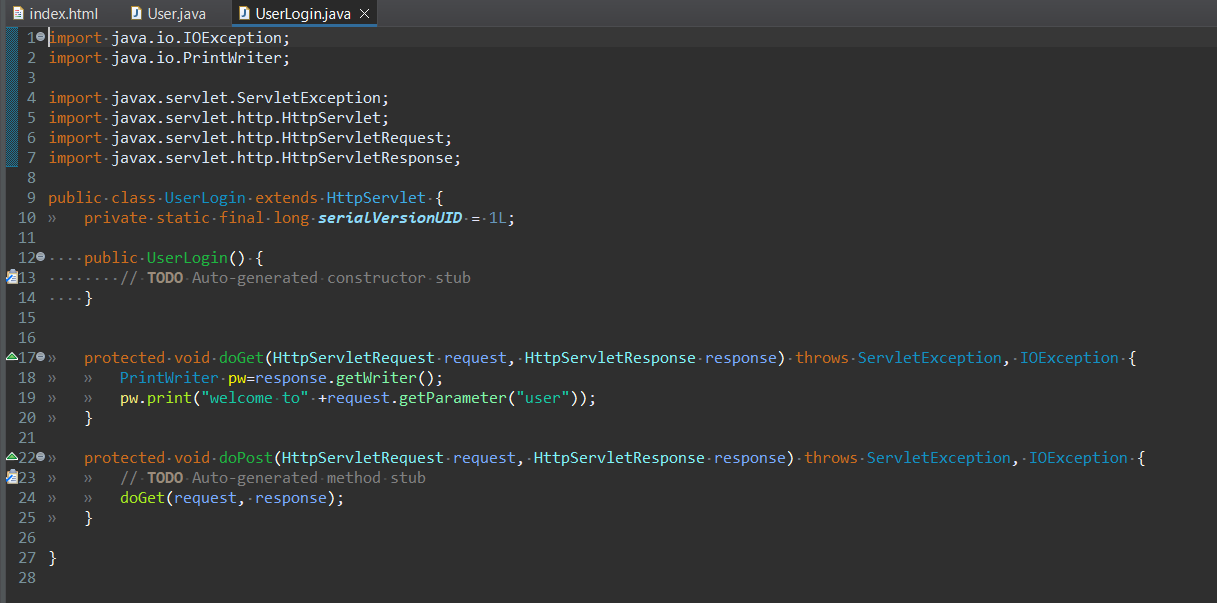 index.html User.java UserLogin.java
1 import java.io.IOException;
2 import java.io.PrintWriter;
3
4 import javax.servlet.ServletException;
5 import javax.servlet.http.HttpServlet;
6 import javax.servlet.http.HttpServletRequest;
7 import javax.servlet.http.HttpServletResponse;
8
9 public class UserLogin extends HttpServlet {
10 private static final long serialVersionUID = 1L;
11
12 public UserLogin() {
13 // TODO Auto-generated constructor stub
14 }
15
16
17 protected void doGet(HttpServletRequest request, HttpServletResponse response) throws ServletException, IOException {
18 PrintWriter pw=response.getWriter();
19 pw.print("welcome to" +request.getParameter("user"));
20 }
21
22 protected void doPost(HttpServletRequest request, HttpServletResponse response) throws ServletException, IOException {
23 // TODO Auto-generated method stub
24 doGet(request, response);
25 }
26
27 }
28